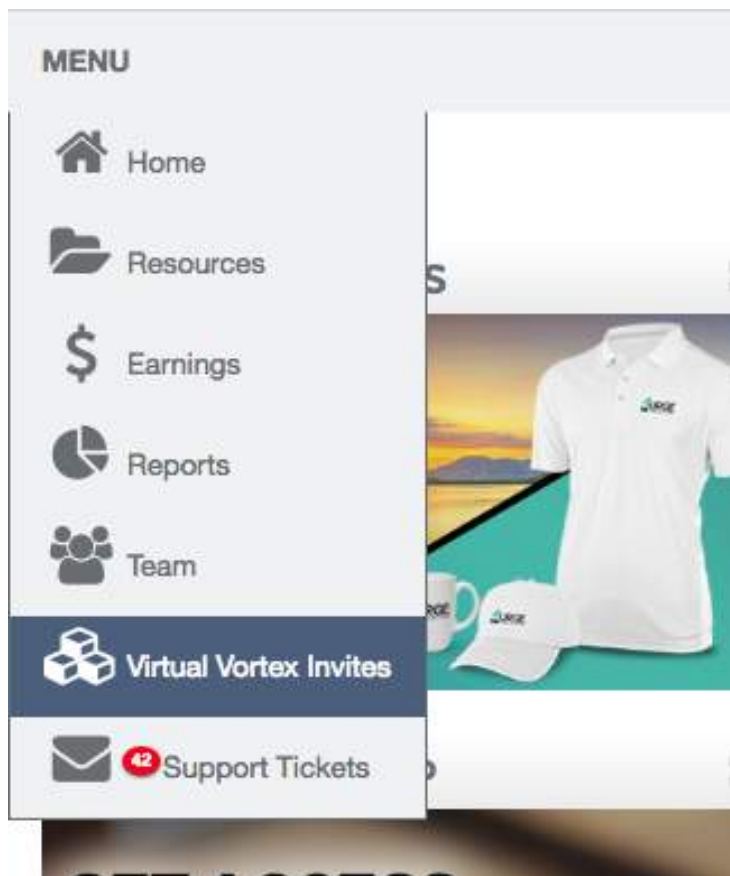 MENU
Home
Resources
S
Earnings
Reports
Team
Virtual Vortex Invites
42 Support Tickets